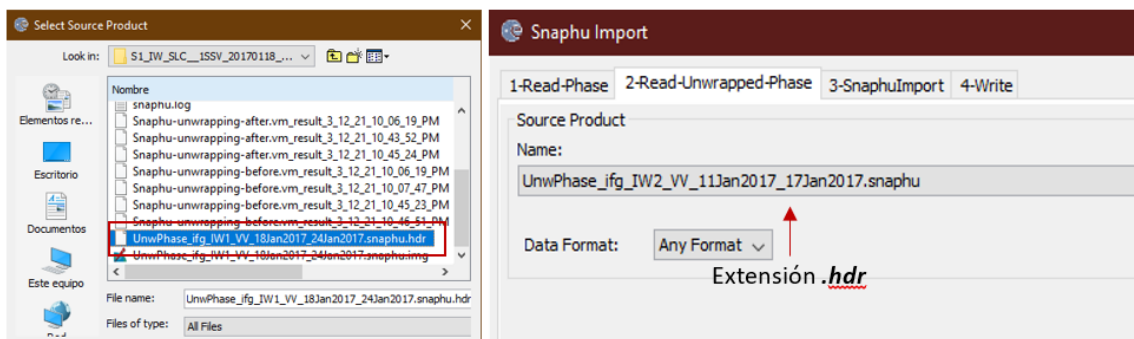 Select Source Product
Look in:
S1_IW_SLC__1SSV_20170118_...
Elementos re...
Escritorio
Documentos
Este equipo
Nombre
snaphu.log
Snaphu-unwrapping-after.vm_result_3_12_21_10_06_19_PM
Snaphu-unwrapping-after.vm_result_3_12_21_10_43_52_PM
Snaphu-unwrapping-after.vm_result_3_12_21_10_45_24_PM
Snaphu-unwrapping-before.vm_result_3_12_21_10_06_19_PM
Snaphu-unwrapping-before.vm_result_3_12_21_10_07_47_PM
Snaphu-unwrapping-before.vm_result_3_12_21_10_45_23_PM
Snaphu-unwrapping-before.vm_result_3_12_21_10_46_51_PM
UnwPhase_ifg_IW1_VV_18Jan2017_24Jan2017.snaphu.hdr
UnwPhase_ifg_IW1_VV_18Jan2017_24Jan2017.snaphu.img
File name:
UnwPhase_ifg_IW1_VV_18Jan2017_24Jan2017.snaphu.hdr
Files of type:
All Files
Snaphu Import
1-Read-Phase
2-Read-Unwrapped-Phase
3-SnaphuImport
4-Write
Source Product
Name:
UnwPhase_ifg_IW2_VV_11Jan2017_17Jan2017.snaphu
Data Format:
Any Format
Extensión .hdr